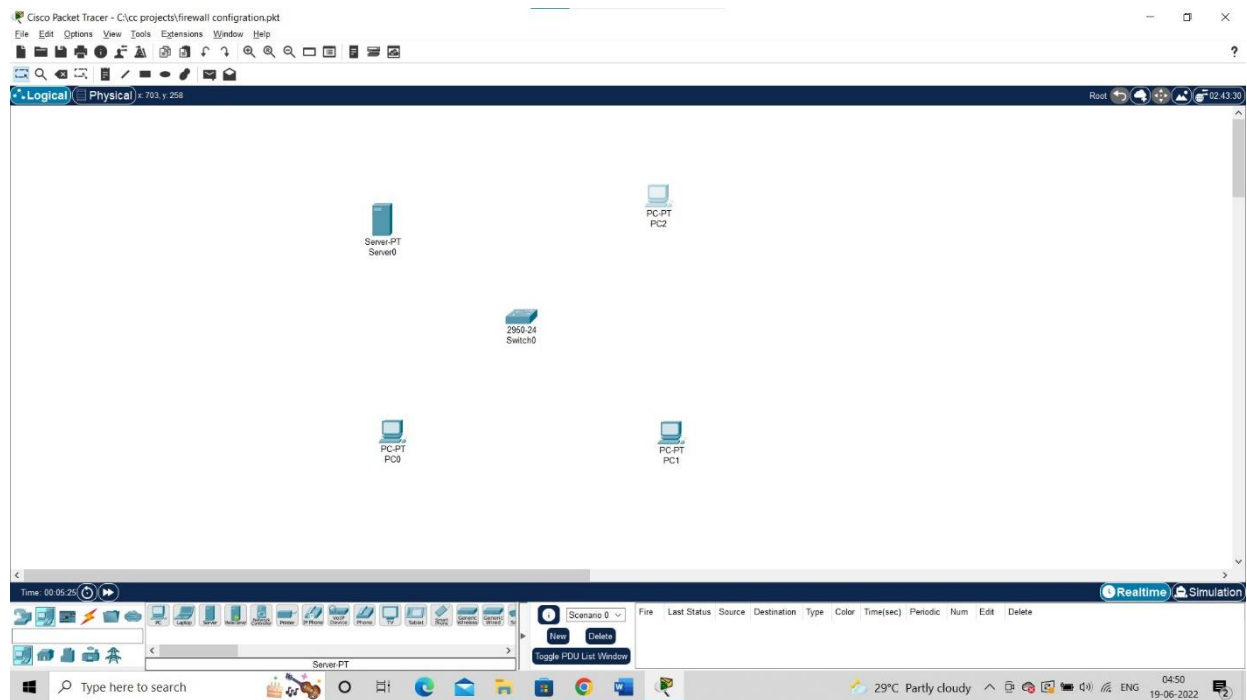 Cisco Packet Tracer - C:\cc projects\firewall configration.pkt
File Edit Options View Tools Extensions Window Help
?
Logical Physical x: 703, y: 258
Root 02:43:30
PC-PT
PC2
Server-PT
Server0
2950-24
Switch0
PC-PT
PC0
PC-PT
PC1
Time: 00:05:25
Realtime Simulation
Scenario 0
Fire Last Status Source Destination Type Color Time(sec) Periodic Num Edit Delete
New Delete
Toggle PDU List Window
Server-PT
Type here to search
29°C Partly cloudy ENG
04:50
19-06-2022
2